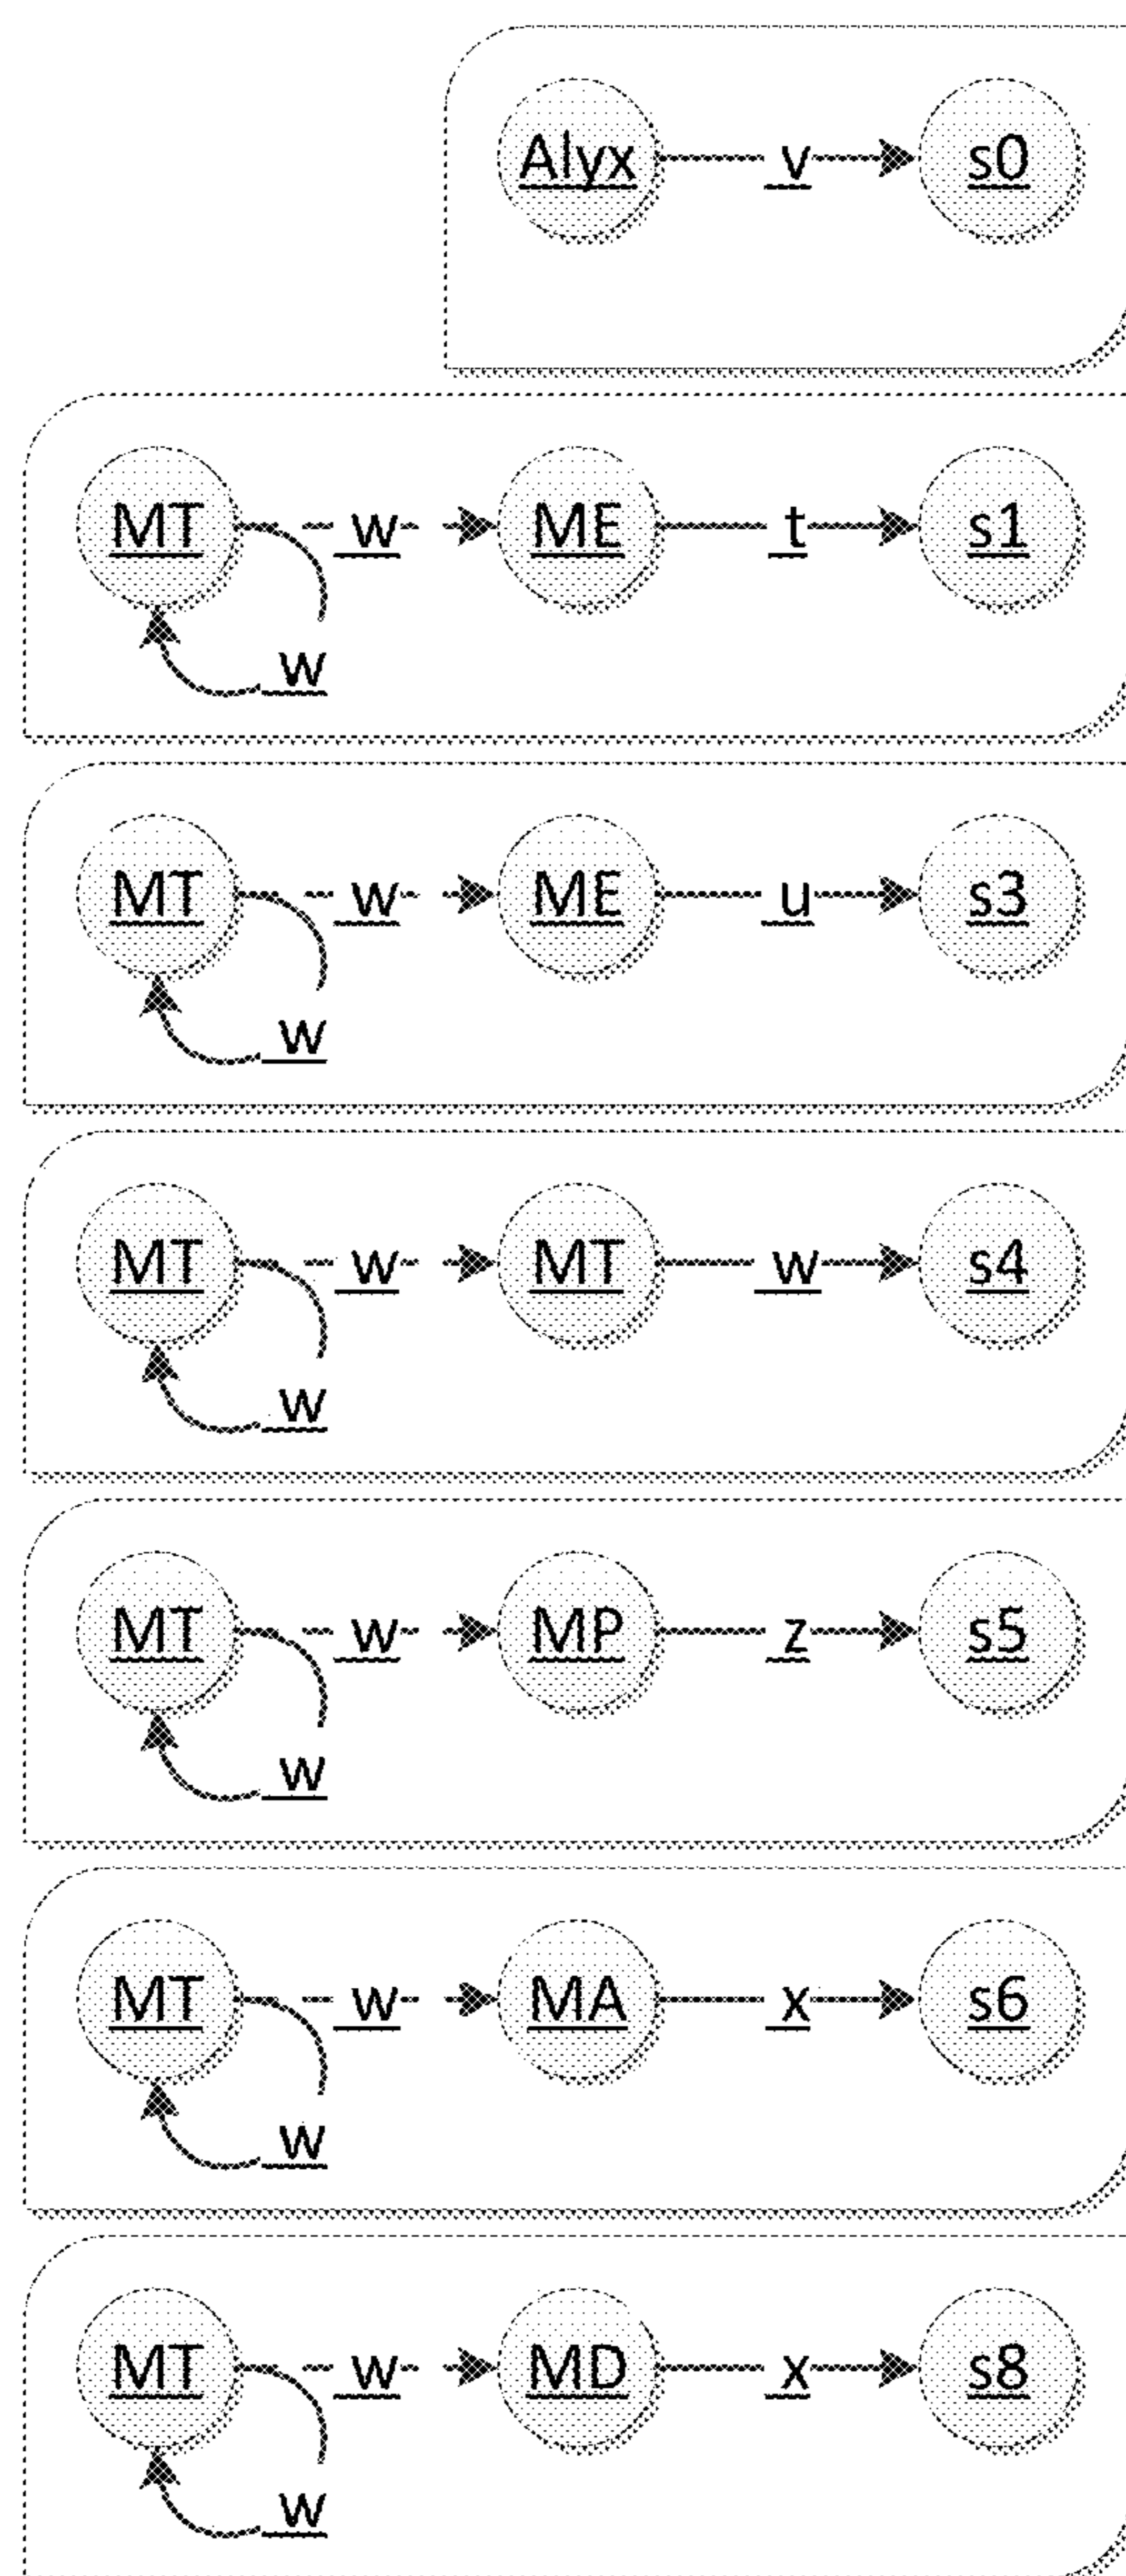 Alyx v s0
MT w ME t s1
w
MT w ME u s3
w
MT w MT w s4
w
MT w MP z s5
w
MT w MA x s6
w
MT w MD x s8
w